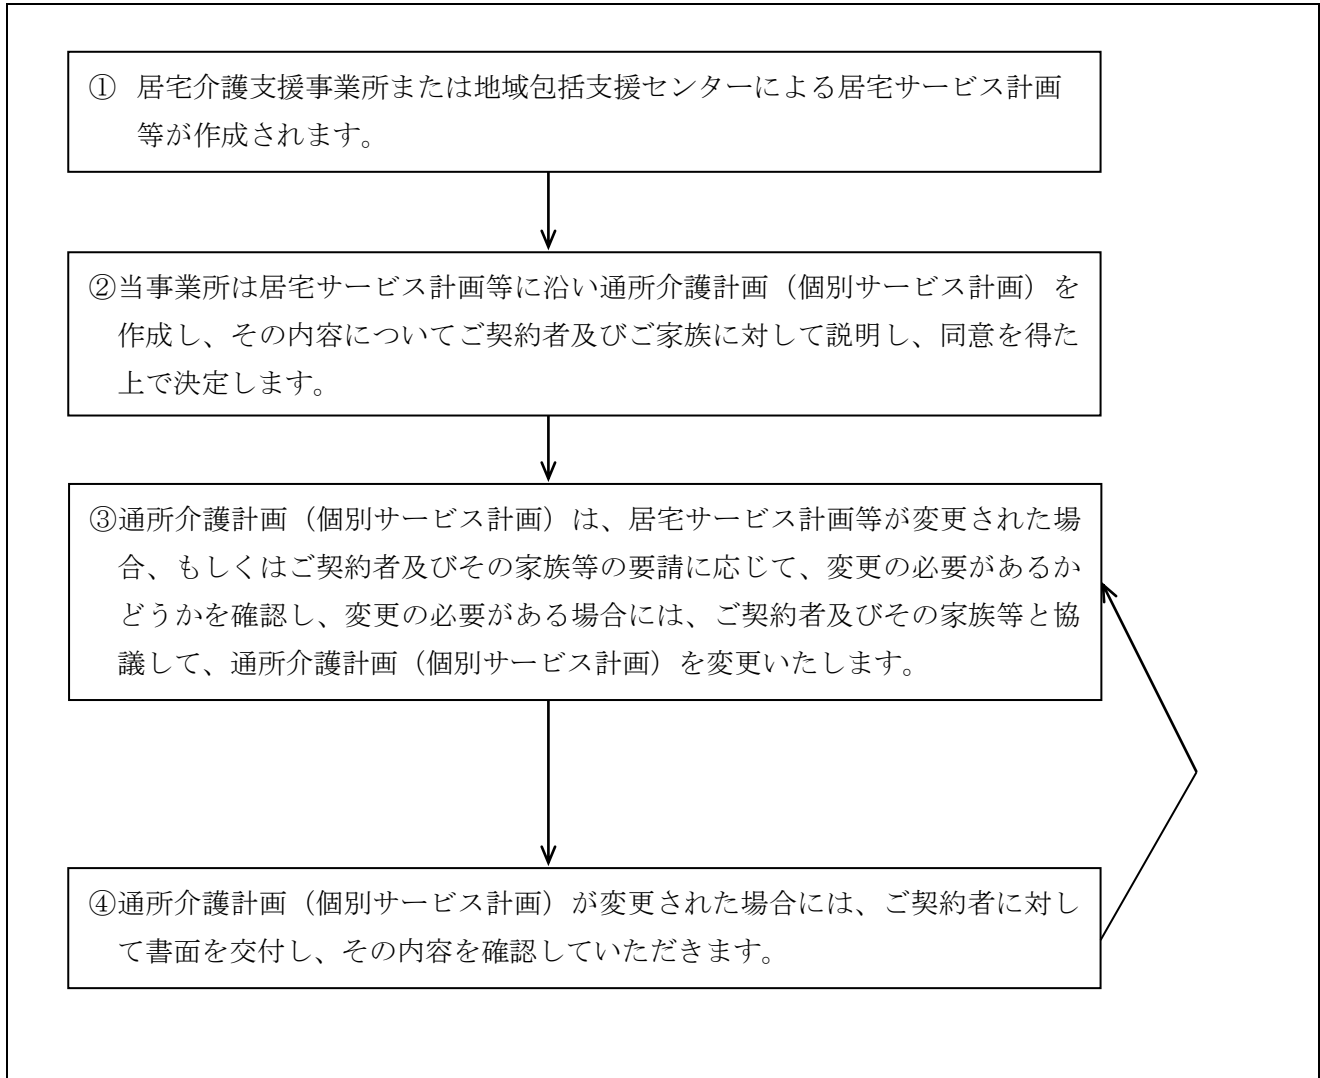 ① 居宅介護支援事業所または地域包括支援センターによる居宅サービス計画
等が作成されます。
②当事業所は居宅サービス計画等に沿い通所介護計画（個別サービス計画）を
作成し、その内容についてご契約者及びご家族に対して説明し、同意を得た
上で決定します。
③通所介護計画（個別サービス計画）は、居宅サービス計画等が変更された場
合、もしくはご契約者及びその家族等の要請に応じて、変更の必要があるか
どうかを確認し、変更の必要がある場合には、ご契約者及びその家族等と協
議して、通所介護計画（個別サービス計画）を変更いたします。
④通所介護計画（個別サービス計画）が変更された場合には、ご契約者に対し
て書面を交付し、その内容を確認していただきます。